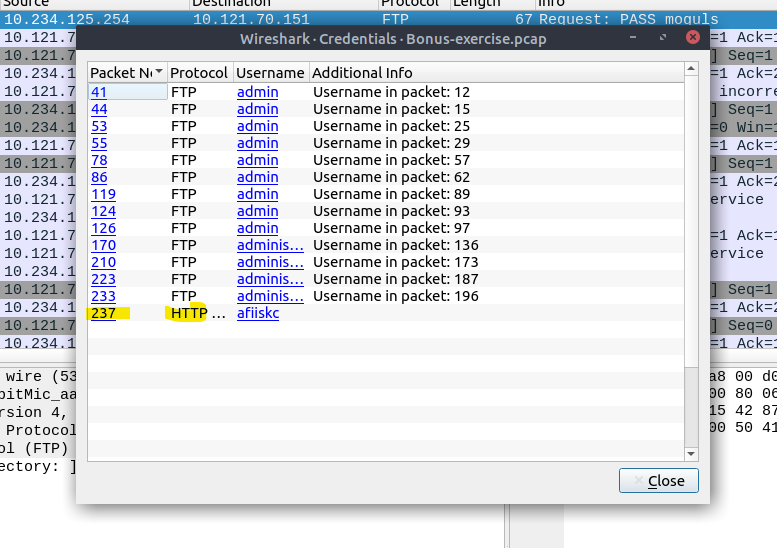 Source Destination Protocol Length Info
10.234.125.254 10.121.70.151 FTP 67 Request: PASS moguls
Wireshark · Credentials · Bonus-exercise.pcap
10.121.7 =1 Ack=1
10.121.7 ] Seq=1
Packet No Protocol Username Additional Info
10.234.1 =1 Ack=2
41 FTP admin Username in packet: 12
10.121.7 incorre
44 FTP admin Username in packet: 15
10.234.1 ] Seq=1
53 FTP admin Username in packet: 25
10.234.1 =0 Win=1
55 FTP admin Username in packet: 29
10.121.7 =1 Ack=1
78 FTP admin Username in packet: 57
10.121.7 ] Seq=1
86 FTP admin Username in packet: 62
10.234.1 =1 Ack=2
119 FTP admin Username in packet: 89
10.121.7 ervice
124 FTP admin Username in packet: 93
10.234.1
126 FTP admin Username in packet: 97
10.121.7 =1 Ack=1
170 FTP adminis... Username in packet: 136
10.121.7 ervice
210 FTP adminis... Username in packet: 173
10.234.1
223 FTP adminis... Username in packet: 187
10.234.1 ] Seq=1
233 FTP adminis... Username in packet: 196
10.121.7 =1 Ack=1
237 HTTP ... afiiskc
10.121.7 ] Seq=0
10.234.1 =1 Ack=1
wire (53 a8 00 d0
bitMic_aa 00 80 06
rsion 4, 15 42 87
Protocol 00 50 41
ol (FTP)
ectory: ]
Close